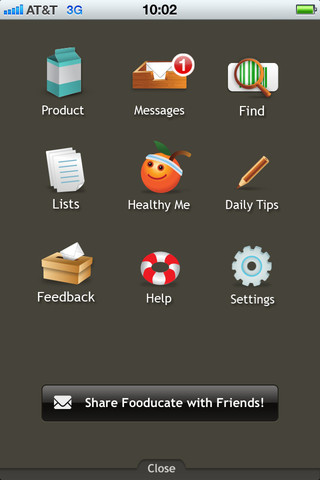 AT&T 3G 10:02
Product Messages 1 Find
Lists Healthy Me Daily Tips
Feedback Help Settings
Share Fooducate with Friends!
Close